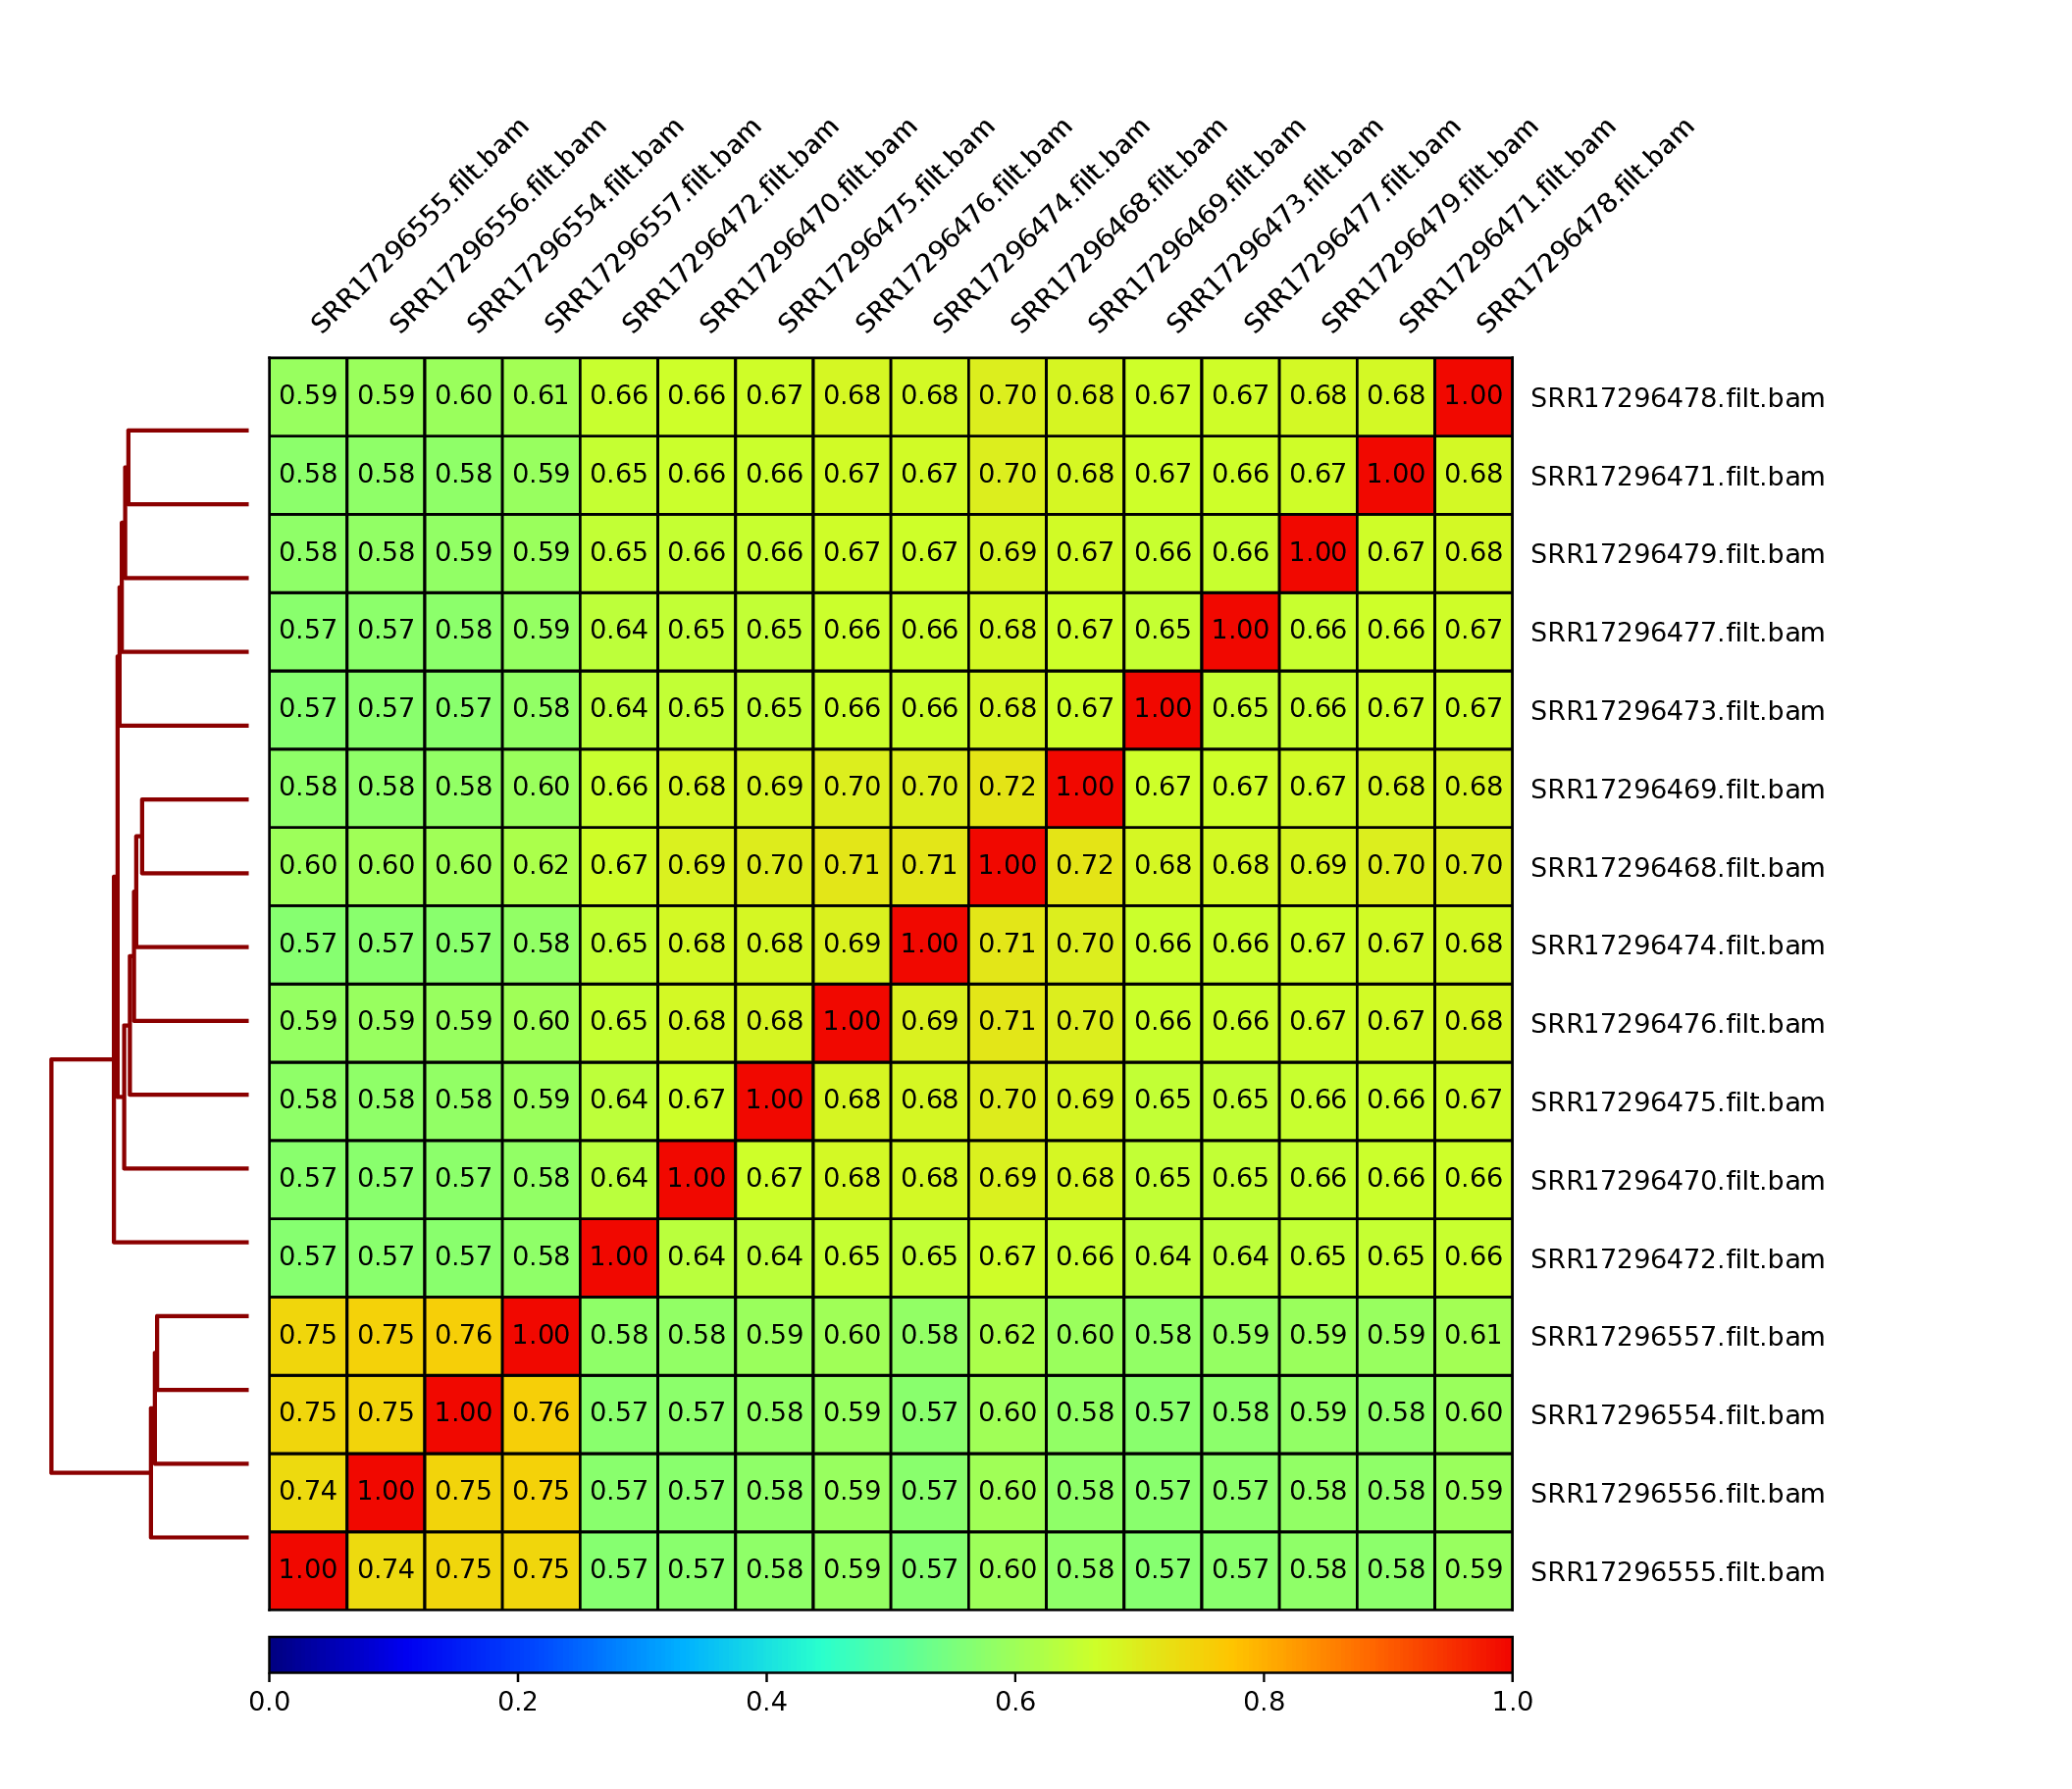 SRR17296555.filt.bam
SRR17296556.filt.bam
SRR17296554.filt.bam
SRR17296557.filt.bam
SRR17296472.filt.bam
SRR17296470.filt.bam
SRR17296475.filt.bam
SRR17296476.filt.bam
SRR17296474.filt.bam
SRR17296468.filt.bam
SRR17296469.filt.bam
SRR17296473.filt.bam
SRR17296477.filt.bam
SRR17296479.filt.bam
SRR17296471.filt.bam
SRR17296478.filt.bam
0.59 0.59 0.60 0.61 0.66 0.66 0.67 0.68 0.68 0.70 0.68 0.67 0.67 0.68 0.68 1.00 SRR17296478.filt.bam
0.58 0.58 0.58 0.59 0.65 0.66 0.66 0.67 0.67 0.70 0.68 0.67 0.66 0.67 1.00 0.68 SRR17296471.filt.bam
0.58 0.58 0.59 0.59 0.65 0.66 0.66 0.67 0.67 0.69 0.67 0.66 0.66 1.00 0.67 0.68 SRR17296479.filt.bam
0.57 0.57 0.58 0.59 0.64 0.65 0.65 0.66 0.66 0.68 0.67 0.65 1.00 0.66 0.66 0.67 SRR17296477.filt.bam
0.57 0.57 0.57 0.58 0.64 0.65 0.65 0.66 0.66 0.68 0.67 1.00 0.65 0.66 0.67 0.67 SRR17296473.filt.bam
0.58 0.58 0.58 0.60 0.66 0.68 0.69 0.70 0.70 0.72 1.00 0.67 0.67 0.67 0.68 0.68 SRR17296469.filt.bam
0.60 0.60 0.60 0.62 0.67 0.69 0.70 0.71 0.71 1.00 0.72 0.68 0.68 0.69 0.70 0.70 SRR17296468.filt.bam
0.57 0.57 0.57 0.58 0.65 0.68 0.68 0.69 1.00 0.71 0.70 0.66 0.66 0.67 0.67 0.68 SRR17296474.filt.bam
0.59 0.59 0.59 0.60 0.65 0.68 0.68 1.00 0.69 0.71 0.70 0.66 0.66 0.67 0.67 0.68 SRR17296476.filt.bam
0.58 0.58 0.58 0.59 0.64 0.67 1.00 0.68 0.68 0.70 0.69 0.65 0.65 0.66 0.66 0.67 SRR17296475.filt.bam
0.57 0.57 0.57 0.58 0.64 1.00 0.67 0.68 0.68 0.69 0.68 0.65 0.65 0.66 0.66 0.66 SRR17296470.filt.bam
0.57 0.57 0.57 0.58 1.00 0.64 0.64 0.65 0.65 0.67 0.66 0.64 0.64 0.65 0.65 0.66 SRR17296472.filt.bam
0.75 0.75 0.76 1.00 0.58 0.58 0.59 0.60 0.58 0.62 0.60 0.58 0.59 0.59 0.59 0.61 SRR17296557.filt.bam
0.75 0.75 1.00 0.76 0.57 0.57 0.58 0.59 0.57 0.60 0.58 0.57 0.58 0.59 0.58 0.60 SRR17296554.filt.bam
0.74 1.00 0.75 0.75 0.57 0.57 0.58 0.59 0.57 0.60 0.58 0.57 0.57 0.58 0.58 0.59 SRR17296556.filt.bam
1.00 0.74 0.75 0.75 0.57 0.57 0.58 0.59 0.57 0.60 0.58 0.57 0.57 0.58 0.58 0.59 SRR17296555.filt.bam
0.0 0.2 0.4 0.6 0.8 1.0